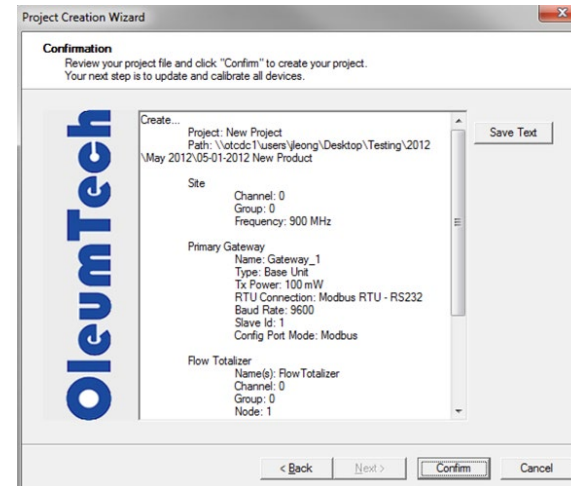 Project Creation Wizard
Confirmation
Review your project file and click "Confirm" to create your project.
Your next step is to update and calibrate all devices.
OleumTech
Create...
Project: New Project
Path: \\otcdc1\users\jleong\Desktop\Testing\2012
\May 2012\05-01-2012 New Product
Site
Channel: 0
Group: 0
Frequency: 900 MHz
Primary Gateway
Name: Gateway_1
Type: Base Unit
Tx Power: 100 mW
RTU Connection: Modbus RTU - RS232
Baud Rate: 9600
Slave Id: 1
Config Port Mode: Modbus
Flow Totalizer
Name(s): FlowTotalizer
Channel: 0
Group: 0
Node: 1
Save Text
< Back
Next >
Confirm
Cancel